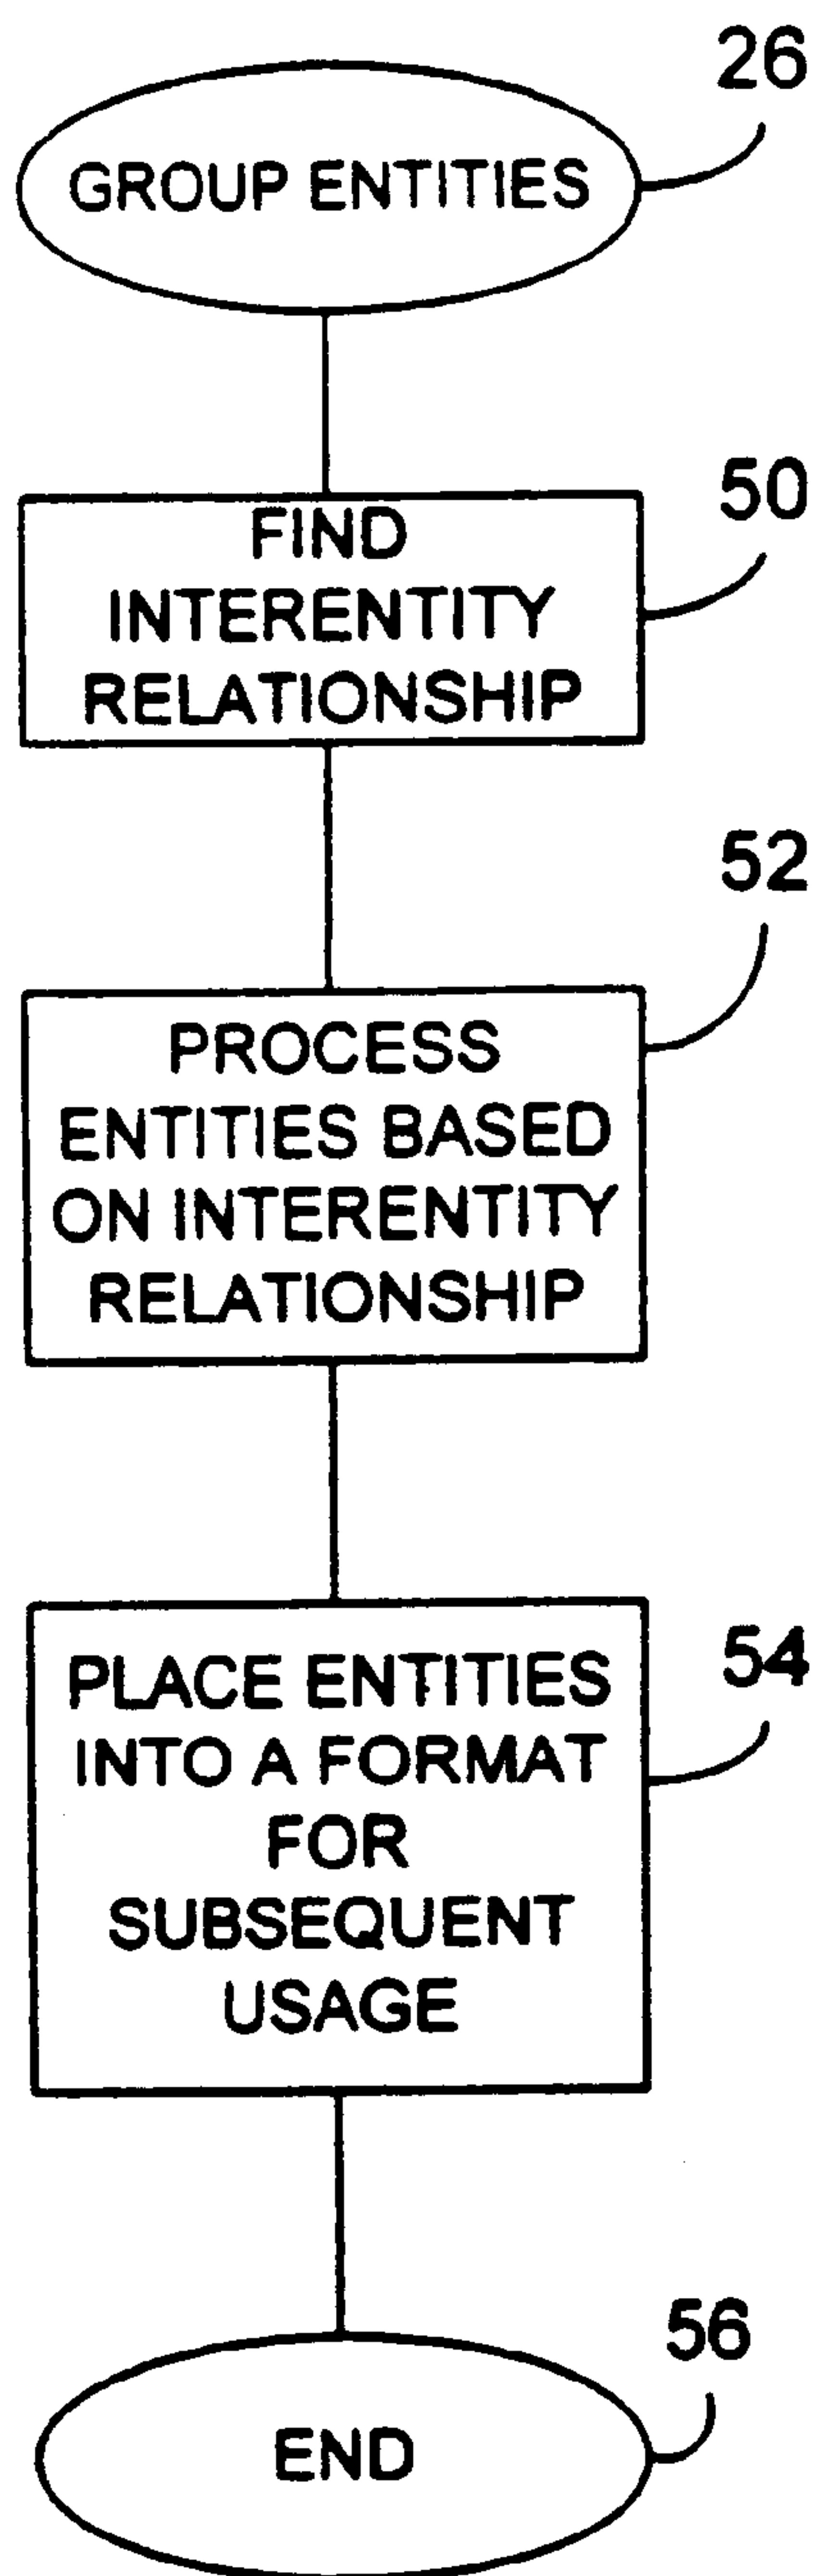 26
GROUP ENTITIES
50
FIND
INTERENTITY
RELATIONSHIP
52
PROCESS
ENTITIES BASED
ON INTERENTITY
RELATIONSHIP
54
PLACE ENTITIES
INTO A FORMAT
FOR
SUBSEQUENT
USAGE
56
END